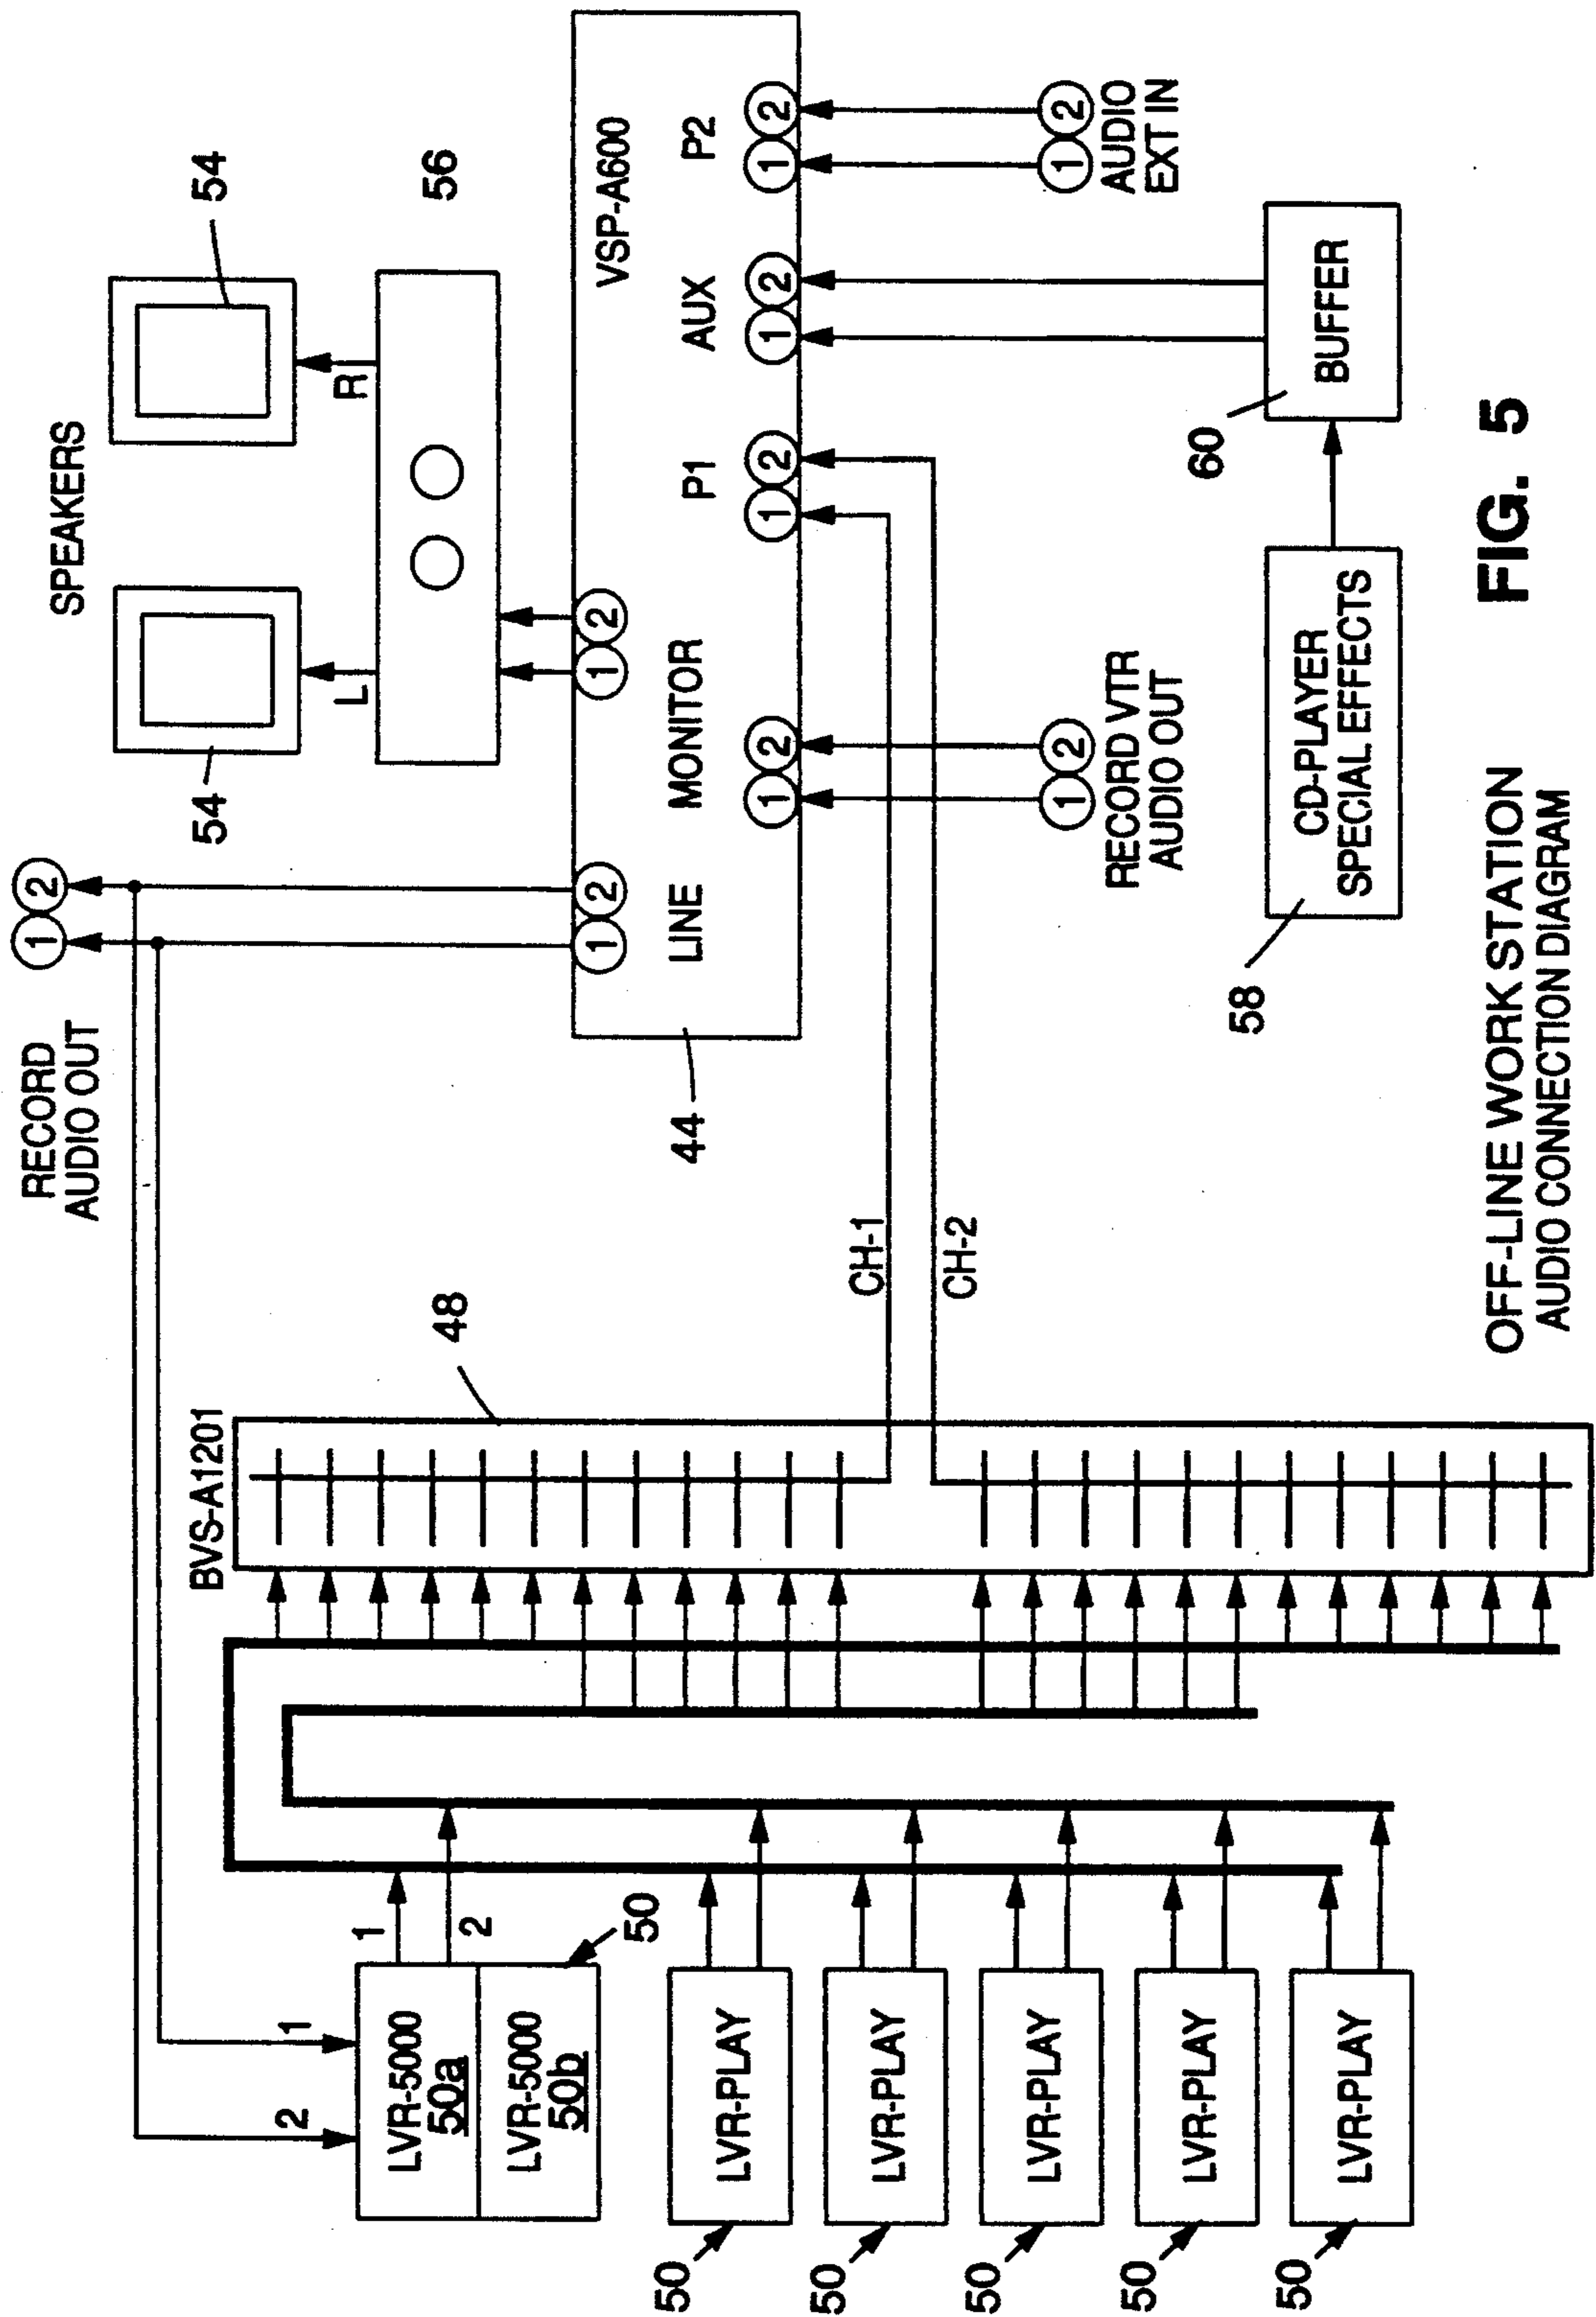 RECORD
AUDIO OUT
1 2
SPEAKERS
54
54
L
R
56
1 2
1 2
VSP-A600
LINE
MONITOR
P1
AUX
P2
1 2
1 2
1 2
1 2
44
RECORD VTR
AUDIO OUT
1 2
AUDIO
EXT IN
1 2
BUFFER
60
CD-PLAYER
SPECIAL EFFECTS
58
BVS-A1201
48
CH-1
CH-2
2
1
LVR-5000
50a
LVR-5000
50b
1
2
50
LVR-PLAY
50
LVR-PLAY
50
LVR-PLAY
50
LVR-PLAY
50
LVR-PLAY
50
OFF-LINE WORK STATION
AUDIO CONNECTION DIAGRAM
FIG. 5